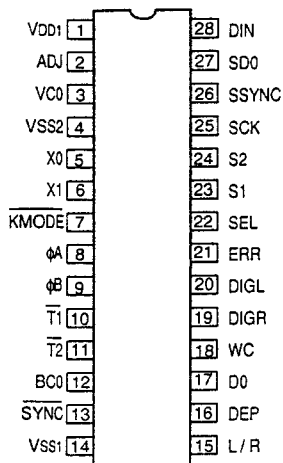 VDD1 1 28 DIN
ADJ 2 27 SD0
VC0 3 26 SSYNC
VSS2 4 25 SCK
X0 5 24 S2
X1 6 23 S1
KMODE 7 22 SEL
ϕA 8 21 ERR
ϕB 9 20 DIGL
T1 10 19 DIGR
T2 11 18 WC
BC0 12 17 D0
SYNC 13 16 DEP
VSS1 14 15 L/R